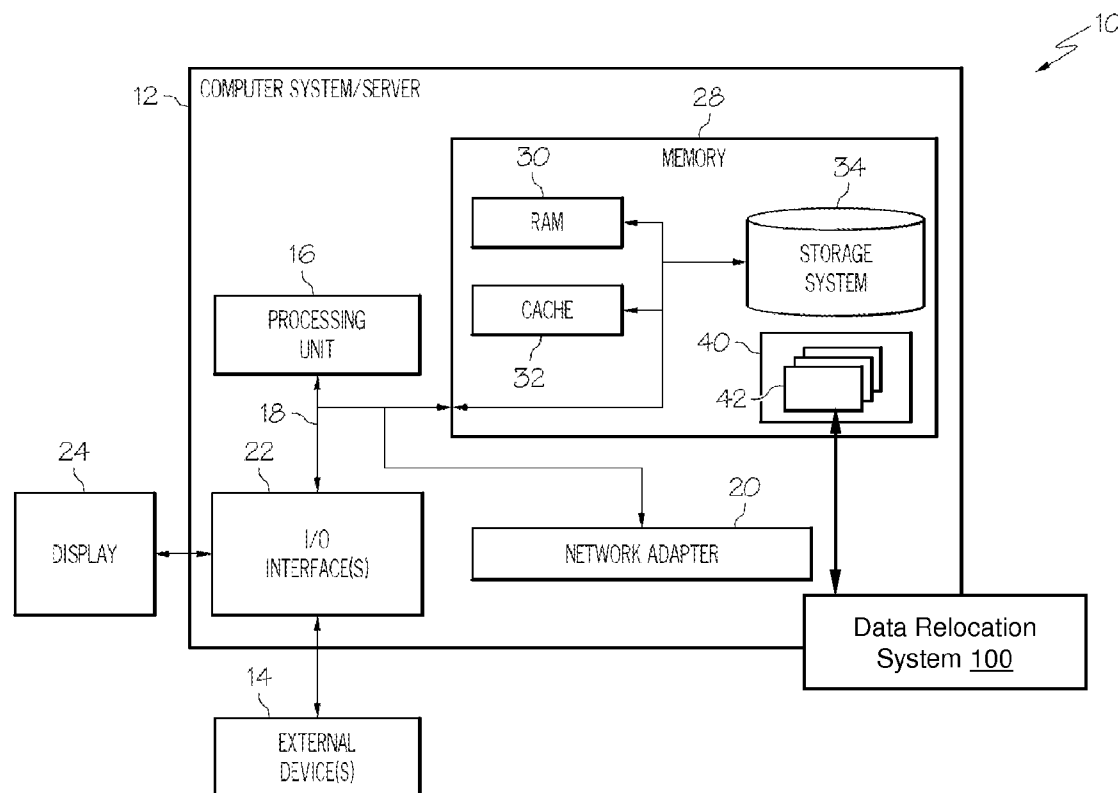 10
12
COMPUTER SYSTEM/SERVER
28
MEMORY
30
RAM
34
STORAGE
SYSTEM
16
PROCESSING
UNIT
CACHE
32
40
42
18
24
DISPLAY
22
I/O
INTERFACE(S)
20
NETWORK ADAPTER
Data Relocation
System 100
14
EXTERNAL
DEVICE(S)